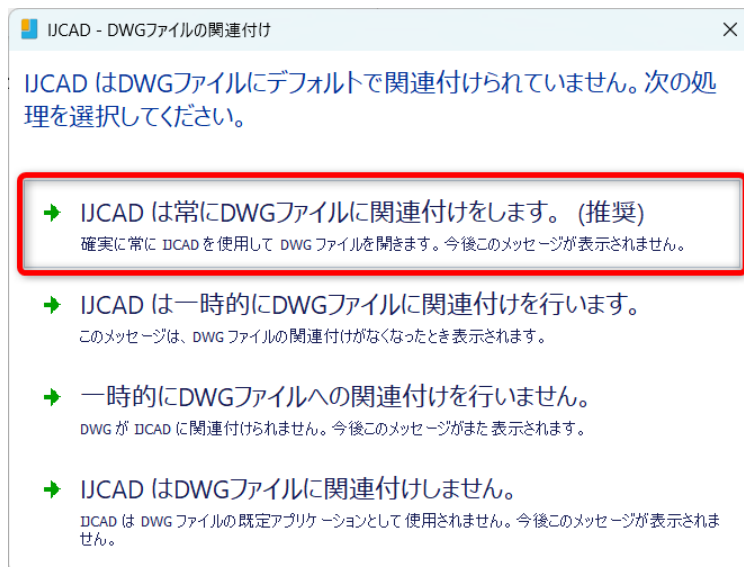 IJCAD - DWGファイルの関連付け
IJCAD はDWGファイルにデフォルトで関連付けられていません。次の処
理を選択してください。
IJCAD は常にDWGファイルに関連付けをします。 (推奨)
確実に常に IJCAD を使用して DWG ファイルを開きます。今後このメッセージが表示されません。
IJCAD は一時的にDWGファイルに関連付けを行います。
このメッセージは、DWG ファイルの関連付けがなくなったとき表示されます。
一時的にDWGファイルへの関連付けを行いません。
DWG が IJCAD に関連付けられません。今後このメッセージがまた表示されます。
IJCAD はDWGファイルに関連付けしません。
IJCAD は DWG ファイルの既定アプリケーションとして使用されません。今後このメッセージが表示されま
せん。